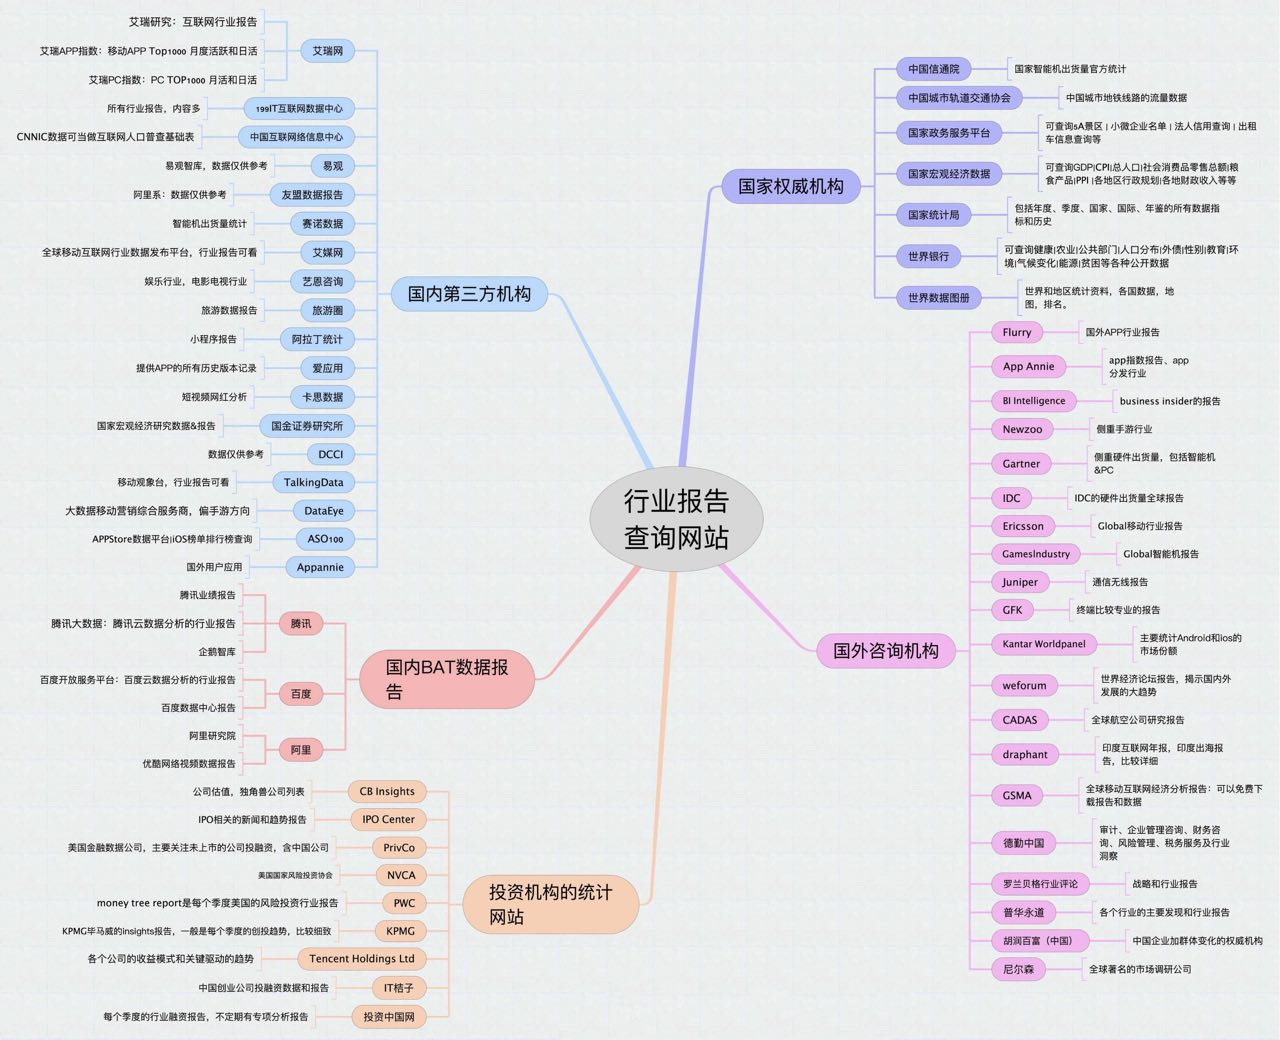 行业报告
查询网站
国内第三方机构
艾瑞网
艾瑞研究：互联网行业报告
艾瑞APP指数：移动APP Top1000 月度活跃和日活
艾瑞PC指数：PC TOP1000 月活和日活
199IT互联网数据中心
所有行业报告，内容多
中国互联网络信息中心
CNNIC数据可当做互联网人口普查基础表
易观
易观智库，数据仅供参考
友盟数据报告
阿里系：数据仅供参考
赛诺数据
智能机出货量统计
艾媒网
全球移动互联网行业数据发布平台，行业报告可看
艺恩咨询
娱乐行业，电影电视行业
旅游圈
旅游数据报告
阿拉丁统计
小程序报告
爱应用
提供APP的所有历史版本记录
卡思数据
短视频网红分析
国金证券研究所
国家宏观经济研究数据&报告
DCCI
数据仅供参考
TalkingData
移动观象台，行业报告可看
DataEye
大数据移动营销综合服务商，偏手游方向
ASO100
APPStore数据平台|iOS榜单排行榜查询
Appannie
国外用户应用
国内BAT数据报
告
腾讯
腾讯业绩报告
腾讯大数据：腾讯云数据分析的行业报告
企鹅智库
百度
百度开放服务平台：百度云数据分析的行业报告
百度数据中心报告
阿里
阿里研究院
优酷网络视频数据报告
投资机构的统计
网站
CB Insights
公司估值，独角兽公司列表
IPO Center
IPO相关的新闻和趋势报告
PrivCo
美国金融数据公司，主要关注未上市的公司投融资，含中国公司
NVCA
美国国家风险投资协会
PWC
money tree report是每个季度美国的风险投资行业报告
KPMG
KPMG毕马威的insights报告，一般是每个季度的创投趋势，比较细致
Tencent Holdings Ltd
各个公司的收益模式和关键驱动的趋势
IT桔子
中国创业公司投融资数据和报告
投资中国网
每个季度的行业融资报告，不定期有专项分析报告
国家权威机构
中国信通院
国家智能机出货量官方统计
中国城市轨道交通协会
中国城市地铁线路的流量数据
国家政务服务平台
可查询5A景区 | 小微企业名单 | 法人信用查询 | 出租
车信息查询等
国家宏观经济数据
可查询GDP|CPI|总人口|社会消费品零售总额|粮
食产品|PPI |各地区行政规划|各地财政收入等等
国家统计局
包括年度、季度、国家、国际、年鉴的所有数据指
标和历史
世界银行
可查询健康|农业|公共部门|人口分布|外债|性别|教育|环
境|气候变化|能源|贫困等各种公开数据
世界数据图册
世界和地区统计资料，各国数据，地
图，排名。
国外咨询机构
Flurry
国外APP行业报告
App Annie
app指数报告、app
分发行业
BI Intelligence
business insider的报告
Newzoo
侧重手游行业
Gartner
侧重硬件出货量，包括智能机
&PC
IDC
IDC的硬件出货量全球报告
Ericsson
Global移动行业报告
GamesIndustry
Global智能机报告
Juniper
通信无线报告
GFK
终端比较专业的报告
Kantar Worldpanel
主要统计Android和ios的
市场份额
weforum
世界经济论坛报告，揭示国内外
发展的大趋势
CADAS
全球航空公司研究报告
draphant
印度互联网年报，印度出海报
告，比较详细
GSMA
全球移动互联网经济分析报告：可以免费下
载报告和数据
德勤中国
审计、企业管理咨询、财务咨
询、风险管理、税务服务及行业
洞察
罗兰贝格行业评论
战略和行业报告
普华永道
各个行业的主要发现和行业报告
胡润百富（中国）
中国企业加群体变化的权威机构
尼尔森
全球著名的市场调研公司